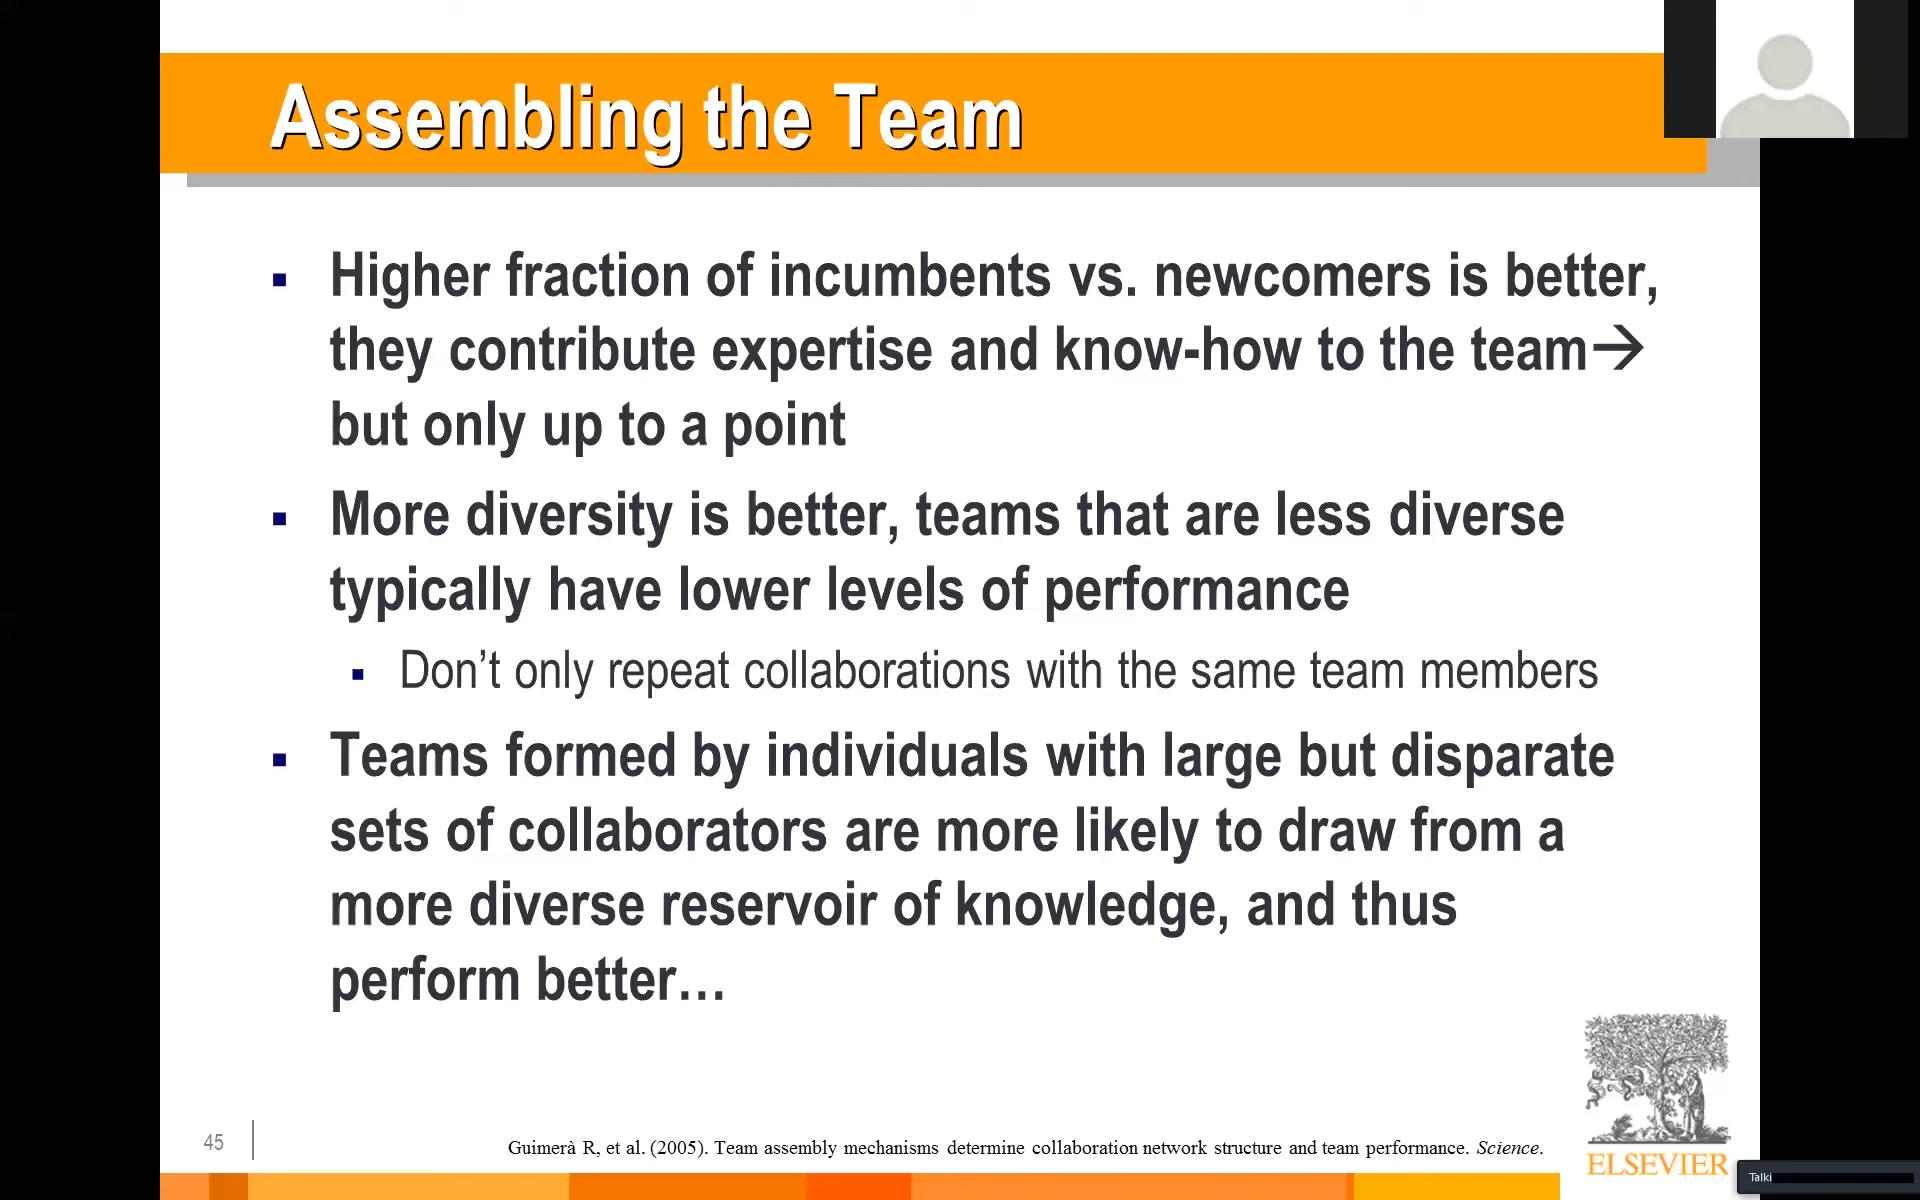 Assembling the Team
Higher fraction of incumbents vs. newcomers is better,
they contribute expertise and know-how to the team→
but only up to a point
More diversity is better, teams that are less diverse
typically have lower levels of performance
Don’t only repeat collaborations with the same team members
Teams formed by individuals with large but disparate
sets of collaborators are more likely to draw from a
more diverse reservoir of knowledge, and thus
perform better…
45
Guimerà R, et al. (2005). Team assembly mechanisms determine collaboration network structure and team performance. Science.
ELSEVIER
Talki